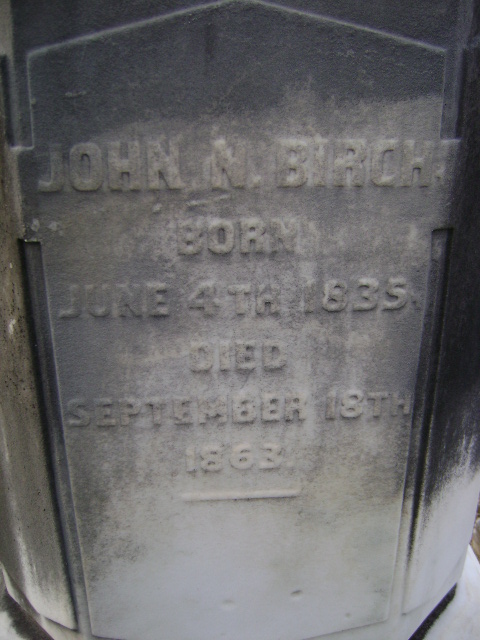 JOHN N. BIRCH.
BORN
JUNE 4TH 1835.
DIED
SEPTEMBER 18TH
1863.